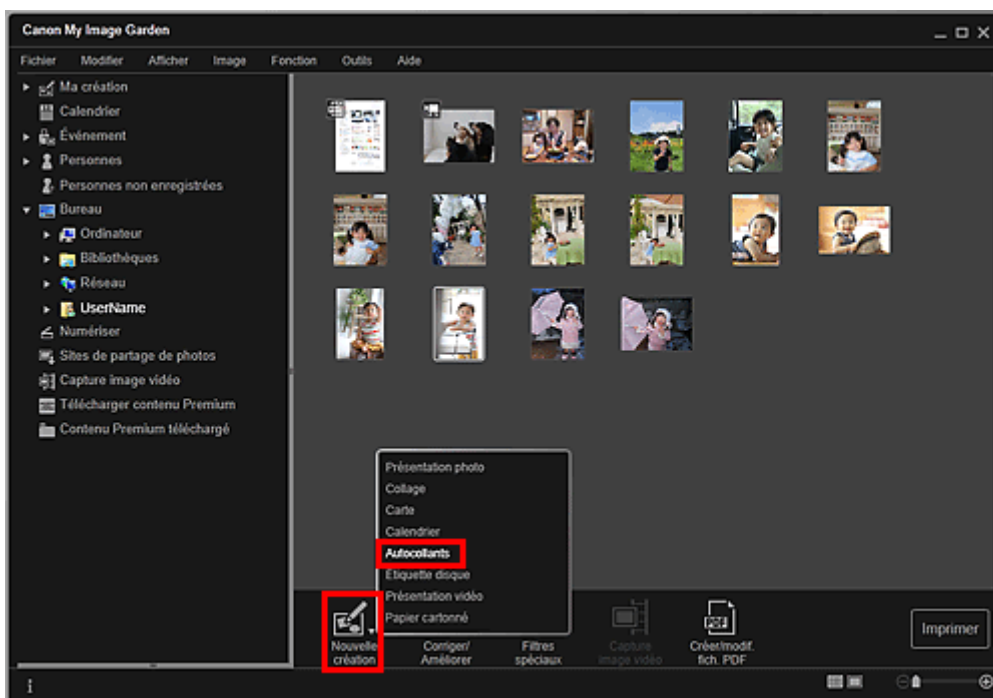 Canon My Image Garden
Fichier Modifier Afficher Image Fonction Outils Aide
Ma création
Calendrier
Événement
Personnes
Personnes non enregistrées
Bureau
Ordinateur
Bibliothèques
Réseau
UserName
Numériser
Sites de partage de photos
Capture image vidéo
Télécharger contenu Premium
Contenu Premium téléchargé
Présentation photo
Collage
Carte
Calendrier
Autocollants
Étiquette disque
Présentation vidéo
Papier cartonné
Nouvelle création
Corriger/ Améliorer
Filtres spéciaux
Capture image vidéo
PDF
Créer/modif. fich. PDF
Imprimer